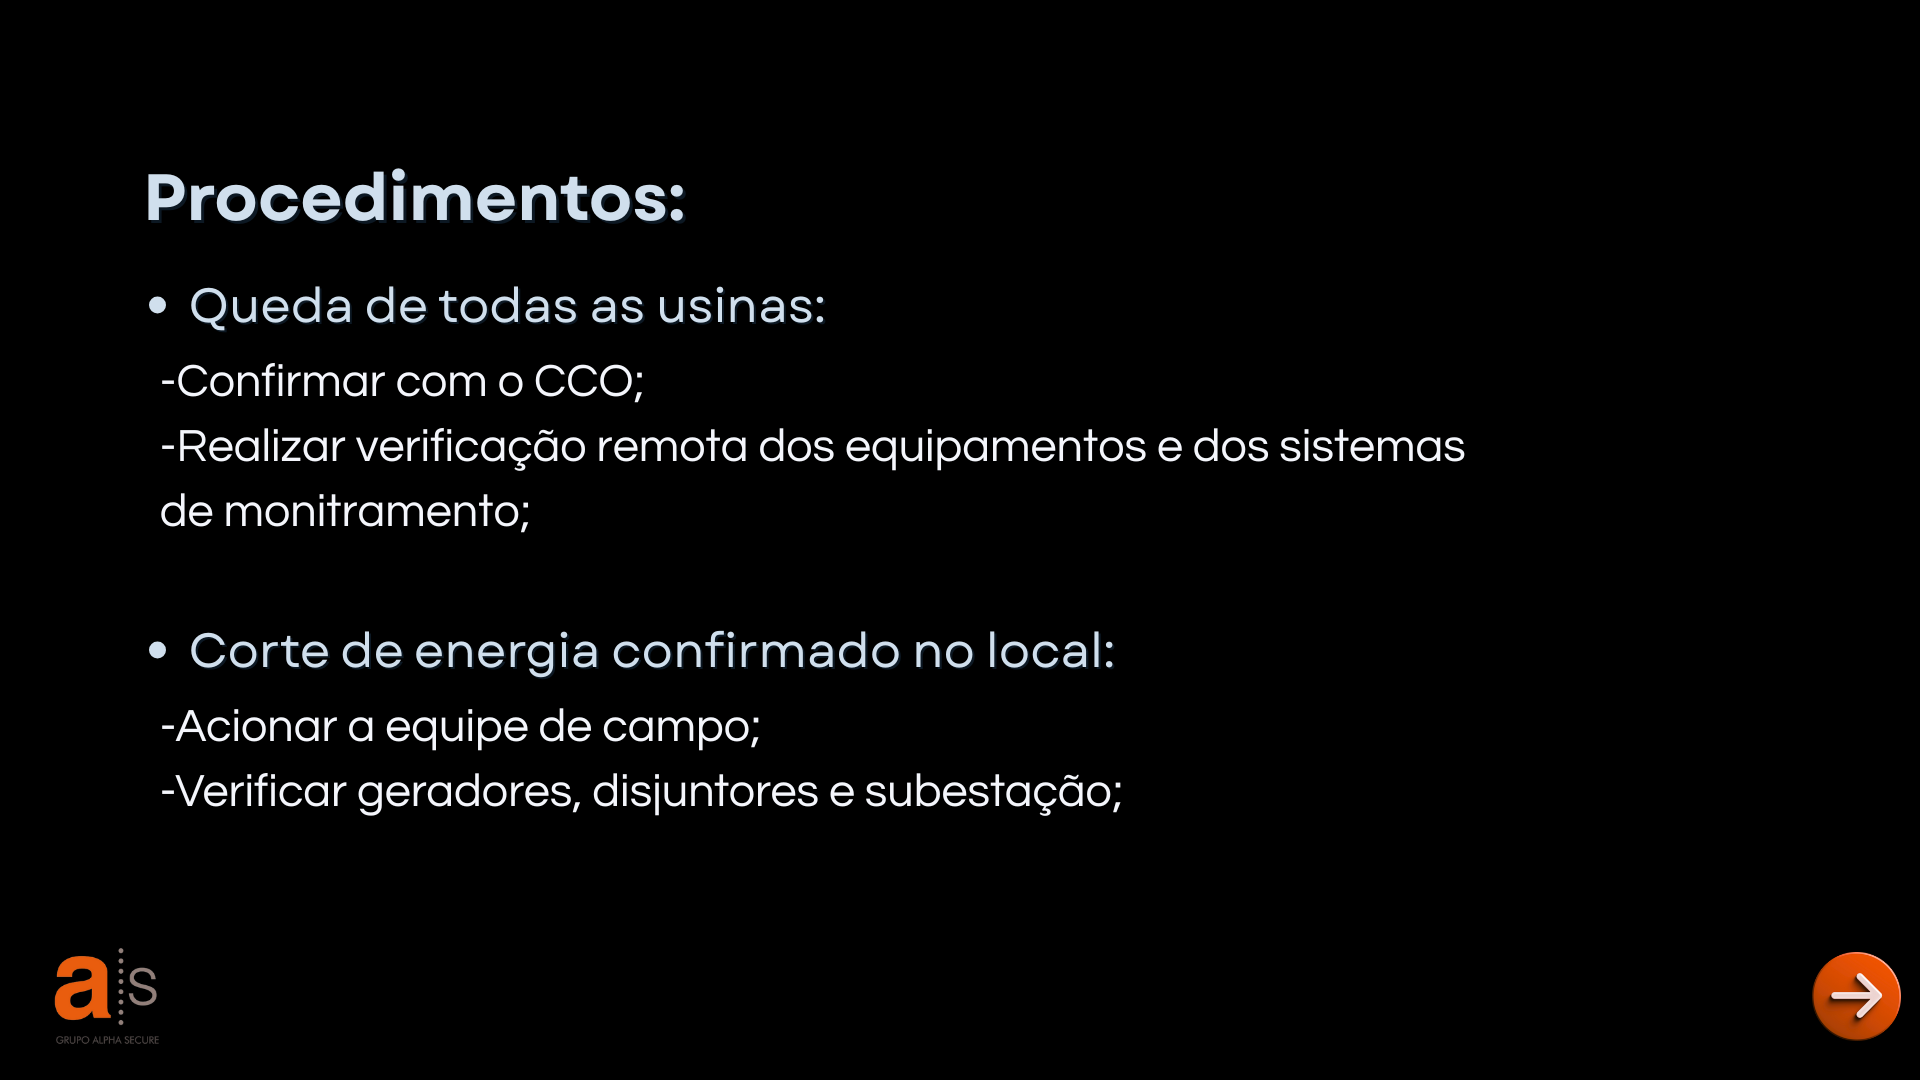 Procedimentos:
• Queda de todas as usinas:
-Confirmar com o CCO;
-Realizar verificação remota dos equipamentos e dos sistemas
de monitramento;
• Corte de energia confirmado no local:
-Acionar a equipe de campo;
-Verificar geradores, disjuntores e subestação;
a s
GRUPO ALPHA SECURE